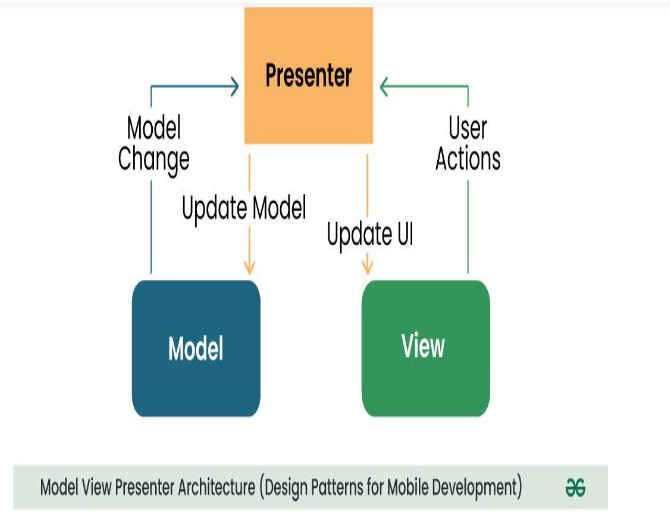 Presenter
Model
Change
User
Actions
Update Model
Update UI
Model
View
Model View Presenter Architecture (Design Patterns for Mobile Development)